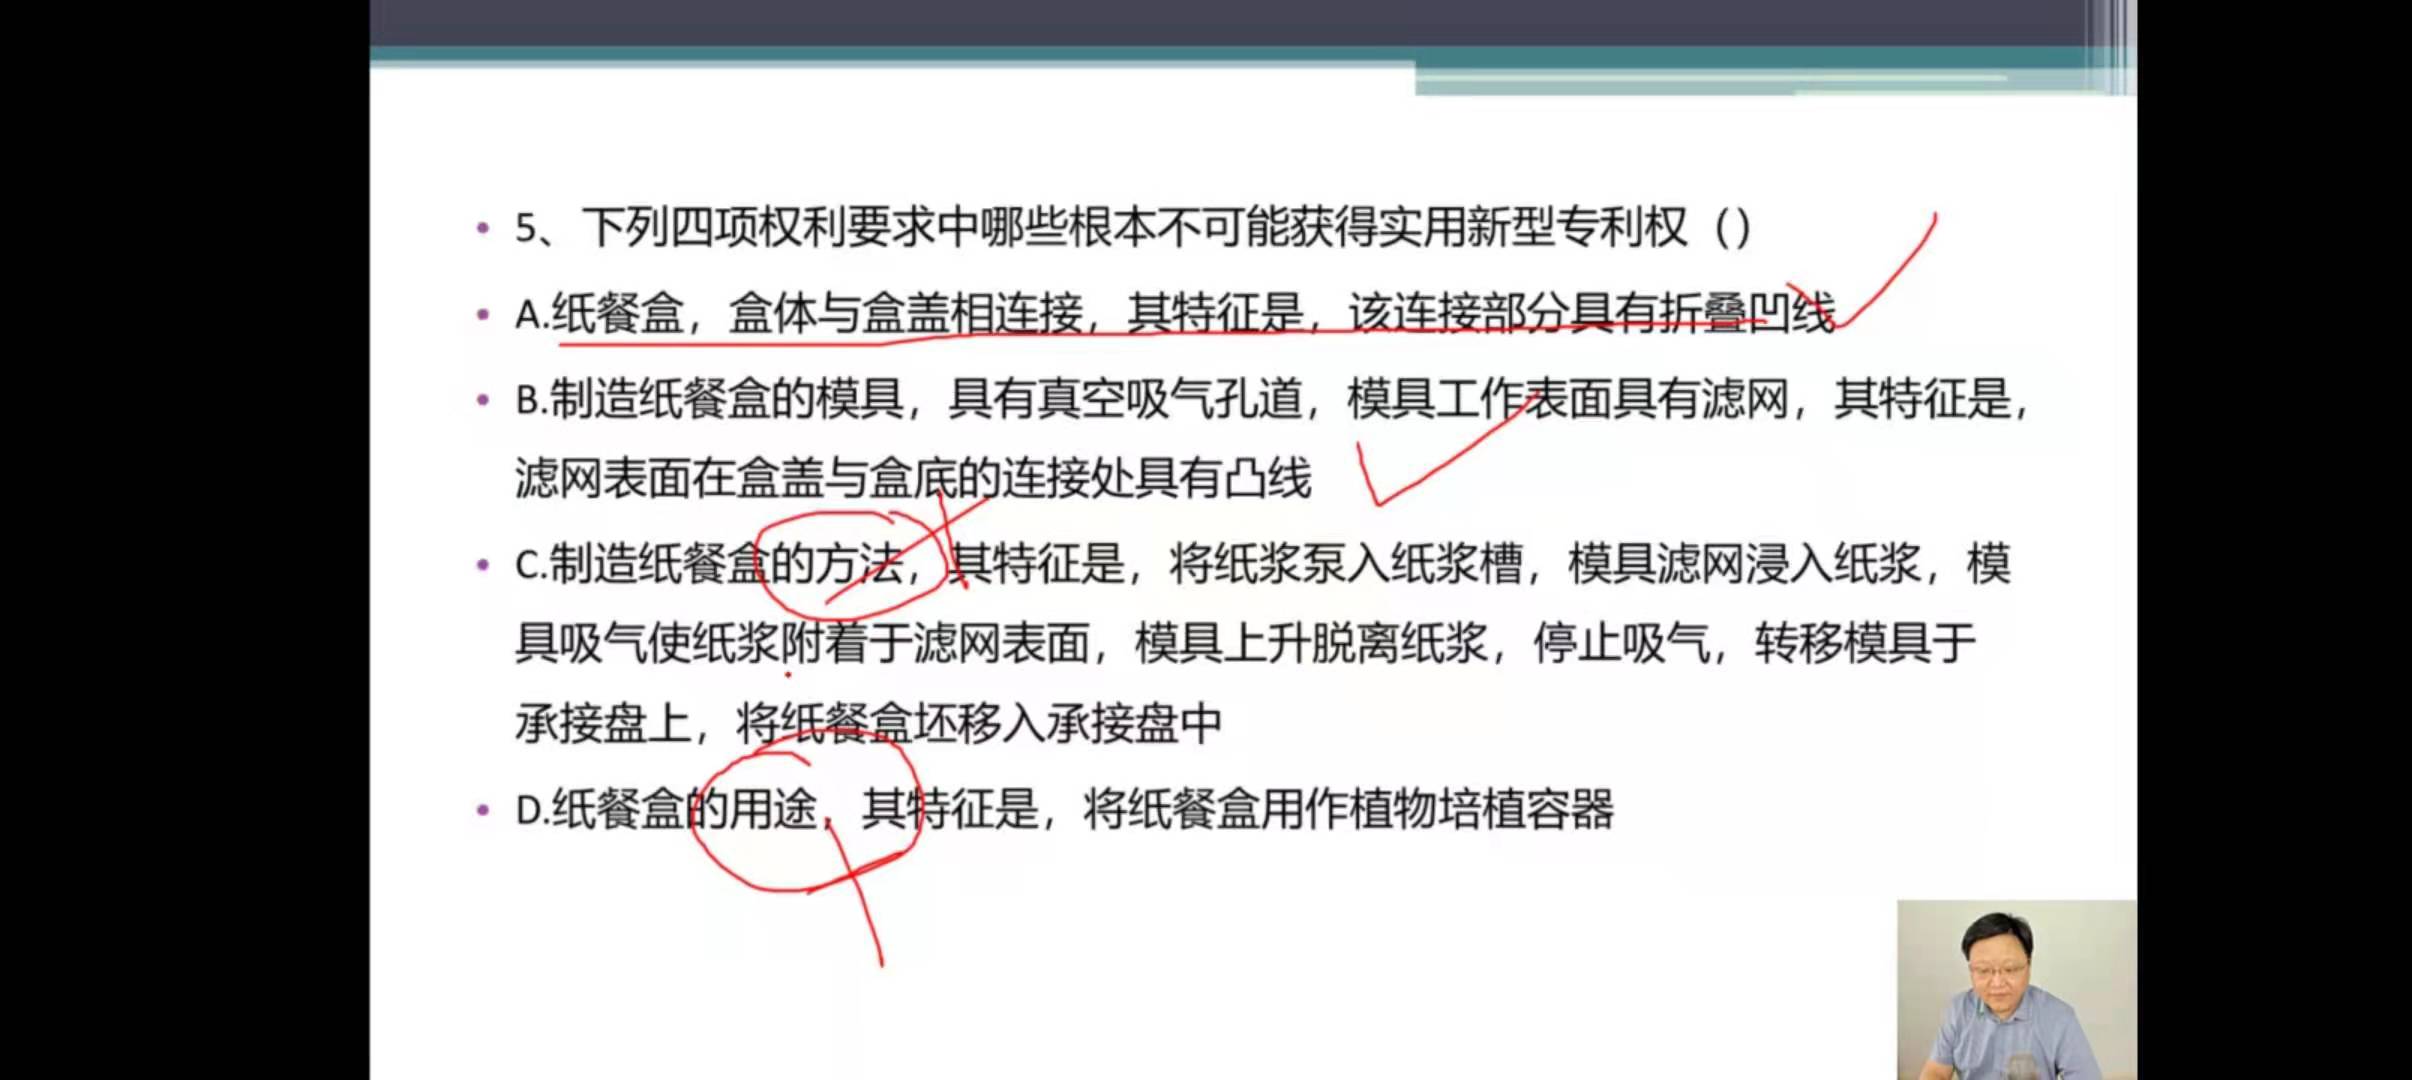 5、下列四项权利要求中哪些根本不可能获得实用新型专利权（）
A.纸餐盒，盒体与盒盖相连接，其特征是，该连接部分具有折叠凹线
B.制造纸餐盒的模具，具有真空吸气孔道，模具工作表面具有滤网，其特征是，
滤网表面在盒盖与盒底的连接处具有凸线
C.制造纸餐盒的方法，其特征是，将纸浆泵入纸浆槽，模具滤网浸入纸浆，模
具吸气使纸浆附着于滤网表面，模具上升脱离纸浆，停止吸气，转移模具于
承接盘上，将纸餐盒坯移入承接盘中
D.纸餐盒的用途，其特征是，将纸餐盒用作植物培植容器